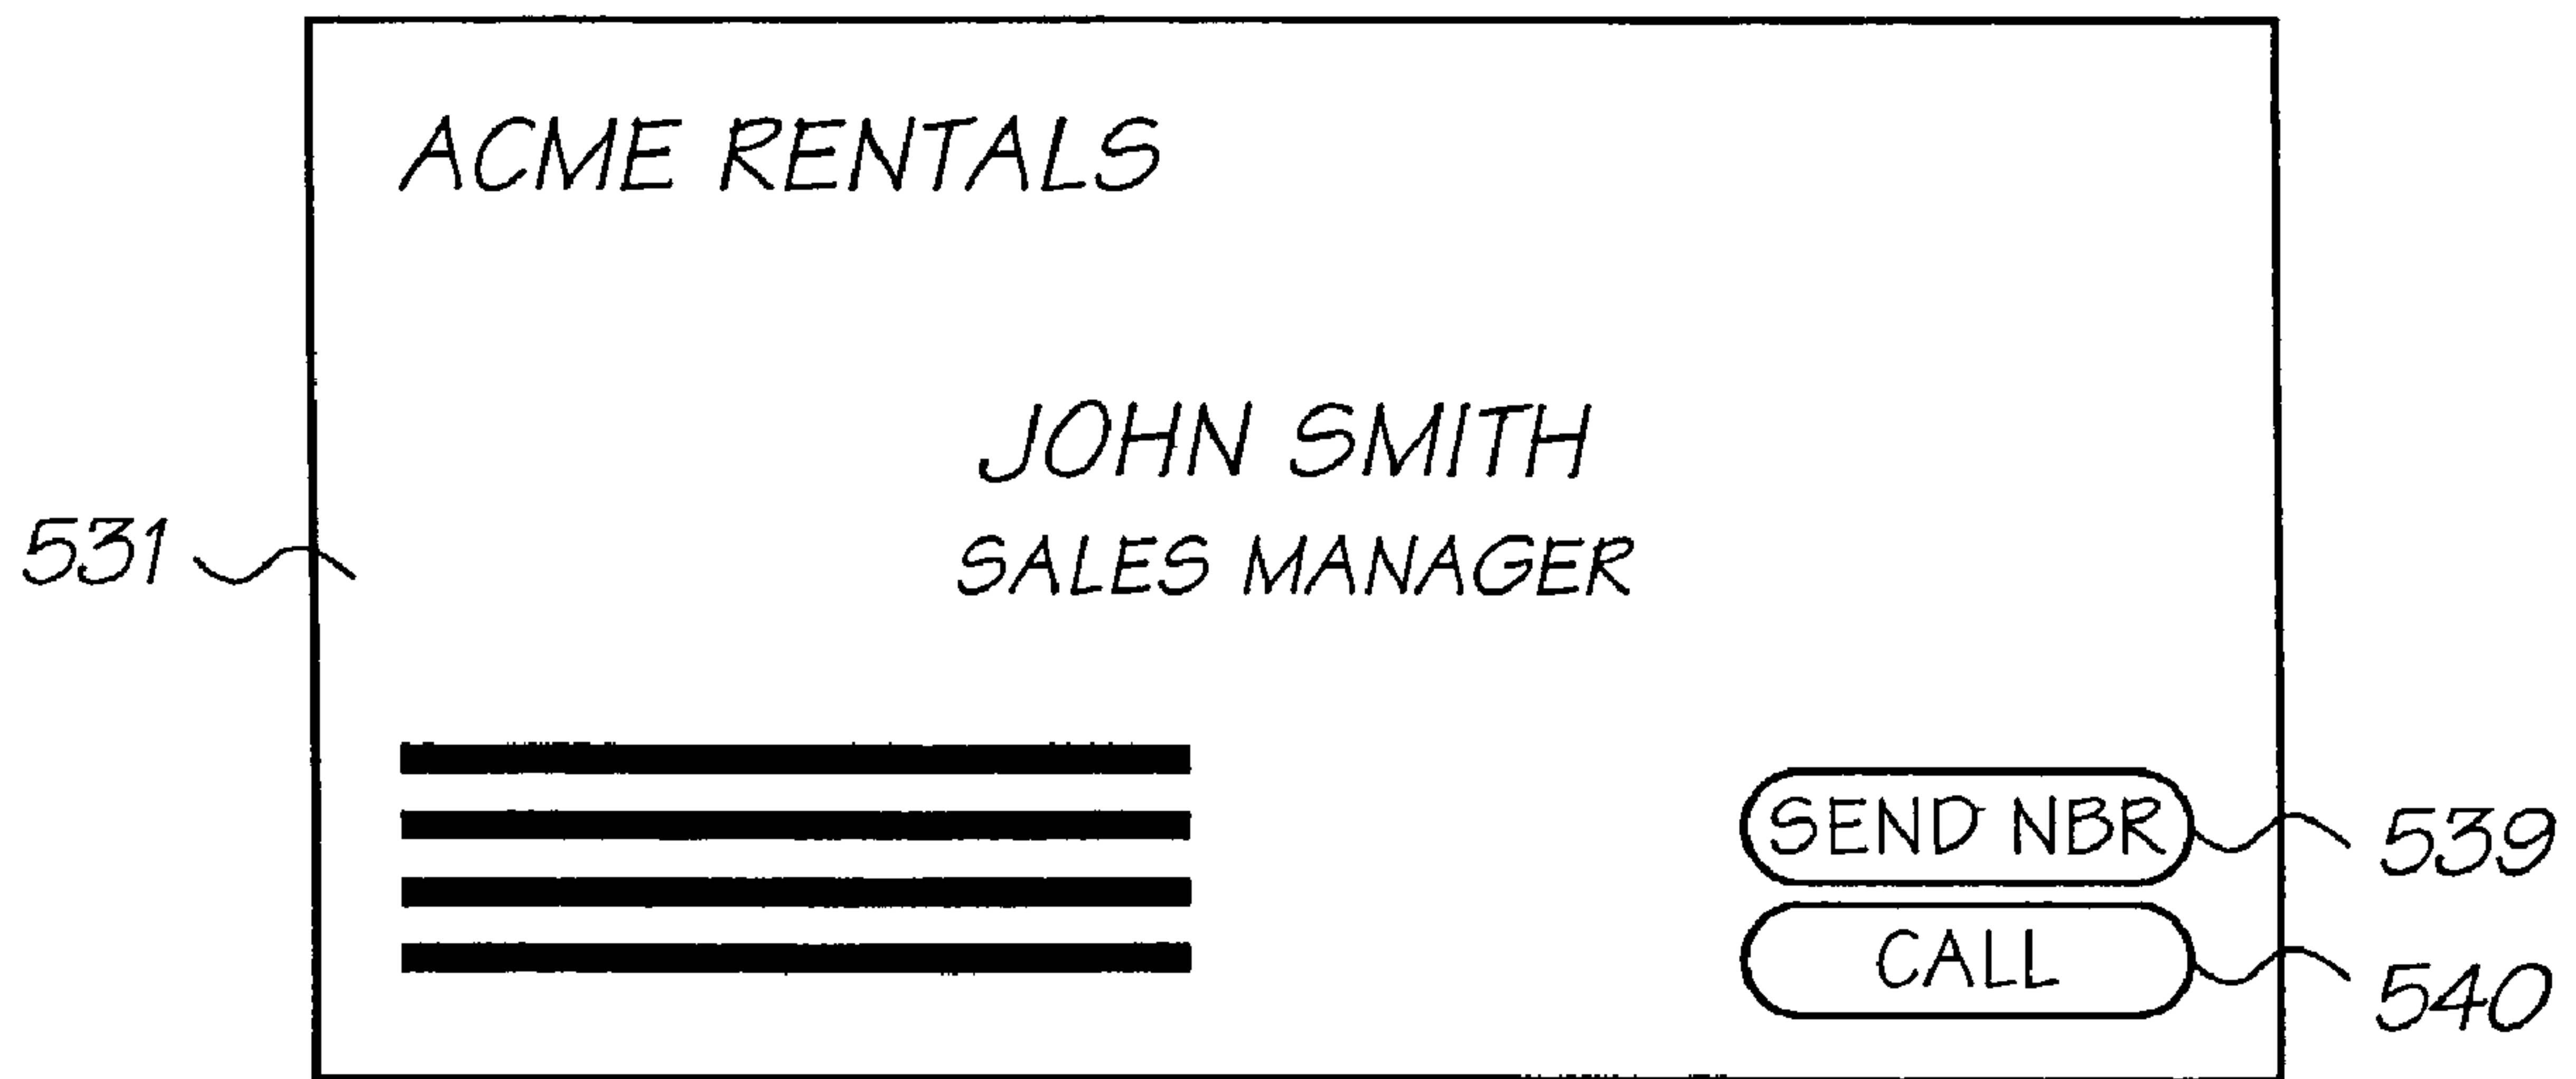 ACME RENTALS
JOHN SMITH
SALES MANAGER
531
SEND NBR
539
CALL
540